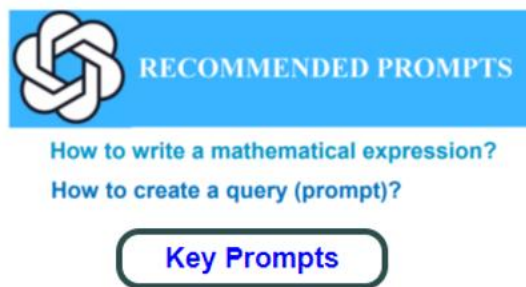 RECOMMENDED PROMPTS
How to write a mathematical expression?
How to create a query (prompt)?
Key Prompts